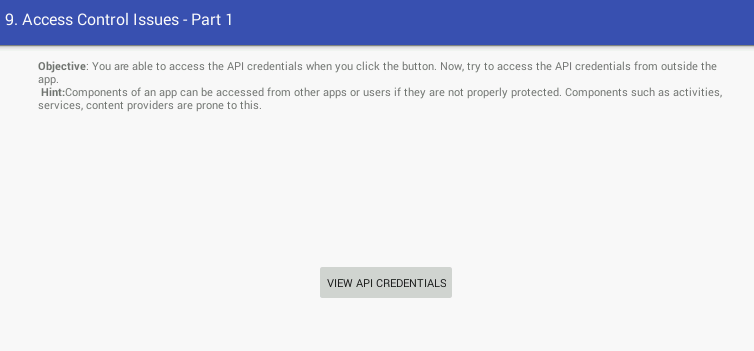 9. Access Control Issues - Part 1
Objective: You are able to access the API credentials when you click the button. Now, try to access the API credentials from outside the
app.
Hint:Components of an app can be accessed from other apps or users if they are not properly protected. Components such as activities,
services, content providers are prone to this.
VIEW API CREDENTIALS